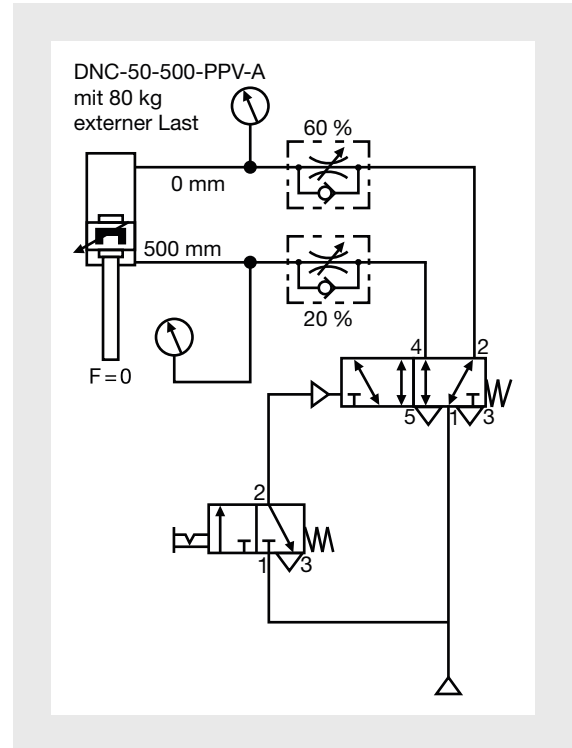 DNC-50-500-PPV-A
mit 80 kg
externer Last
60 %
0 mm
500 mm
20 %
F = 0
4 2
5 1 3
2
1 3